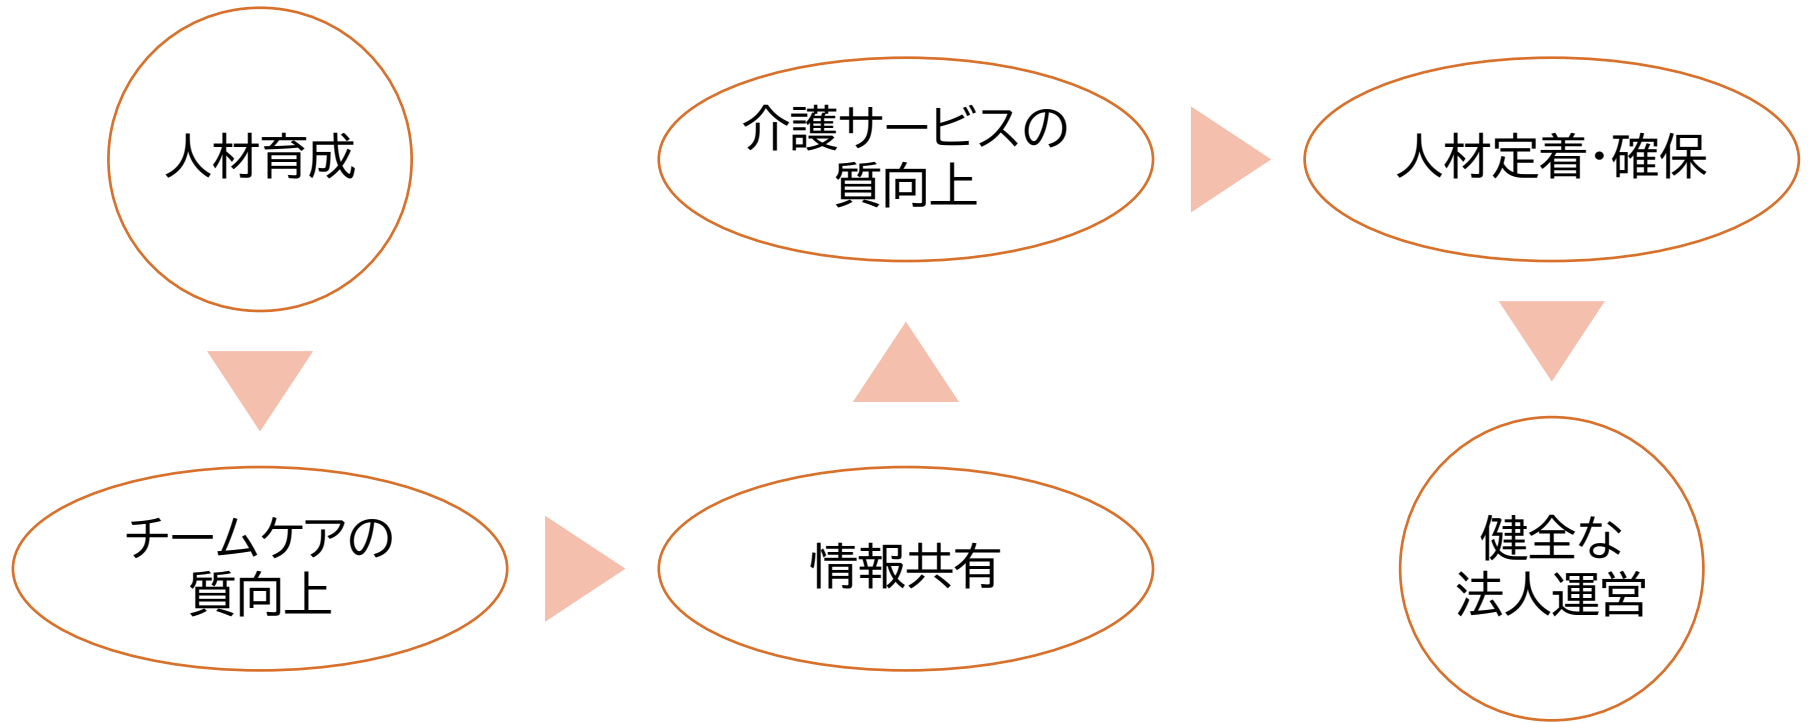 人材育成
チームケアの
質向上
情報共有
介護サービスの
質向上
人材定着・確保
健全な
法人運営